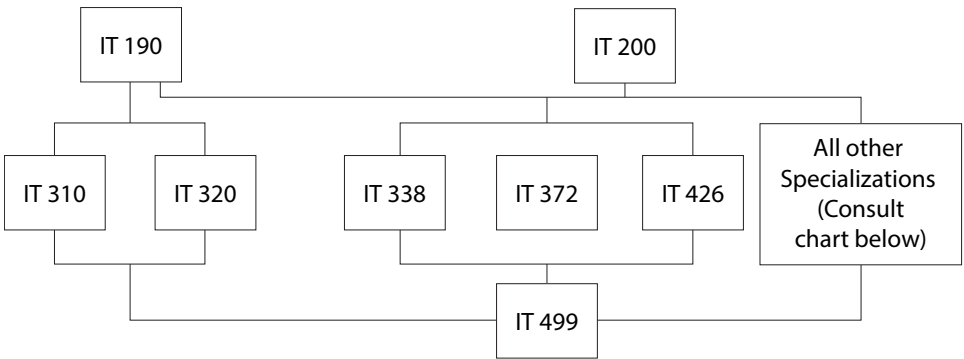 IT 190
IT 200
IT 310
IT 320
IT 338
IT 372
IT 426
All other
Specializations
(Consult
chart below)
IT 499